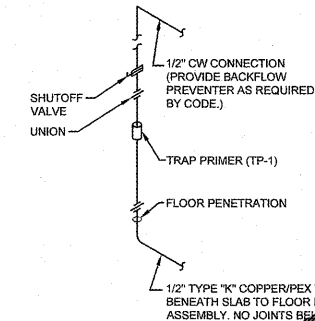 1/2" CW CONNECTION
(PROVIDE BACKFLOW
PREVENTER AS REQUIRED
BY CODE.)
SHUTOFF
VALVE
UNION
TRAP PRIMER (TP-1)
FLOOR PENETRATION
1/2" TYPE "K" COPPER/PEX
BENEATH SLAB TO FLOOR
ASSEMBLY. NO JOINTS